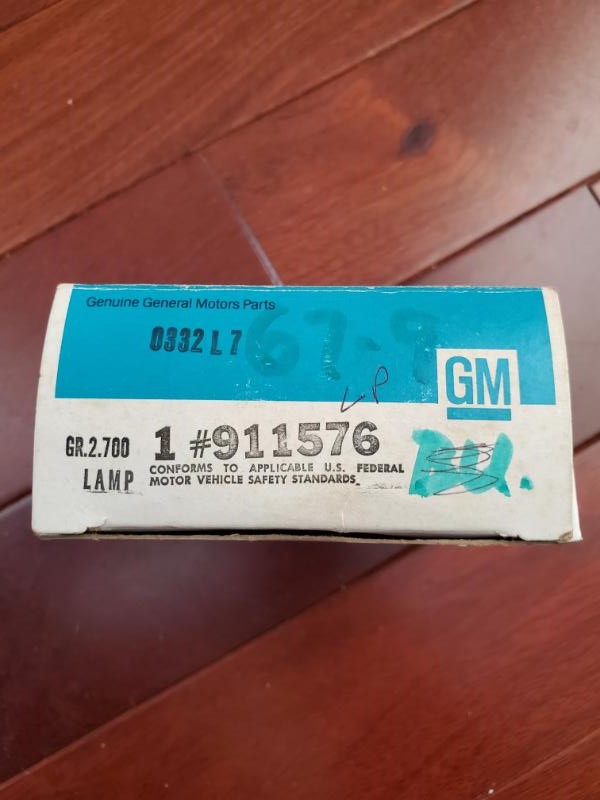 Genuine General Motors Parts
0332 L 7
67-9
LP
GM
GR.2.700 1 #911576
LAMP
CONFORMS TO APPLICABLE U.S. FEDERAL
MOTOR VEHICLE SAFETY STANDARDS